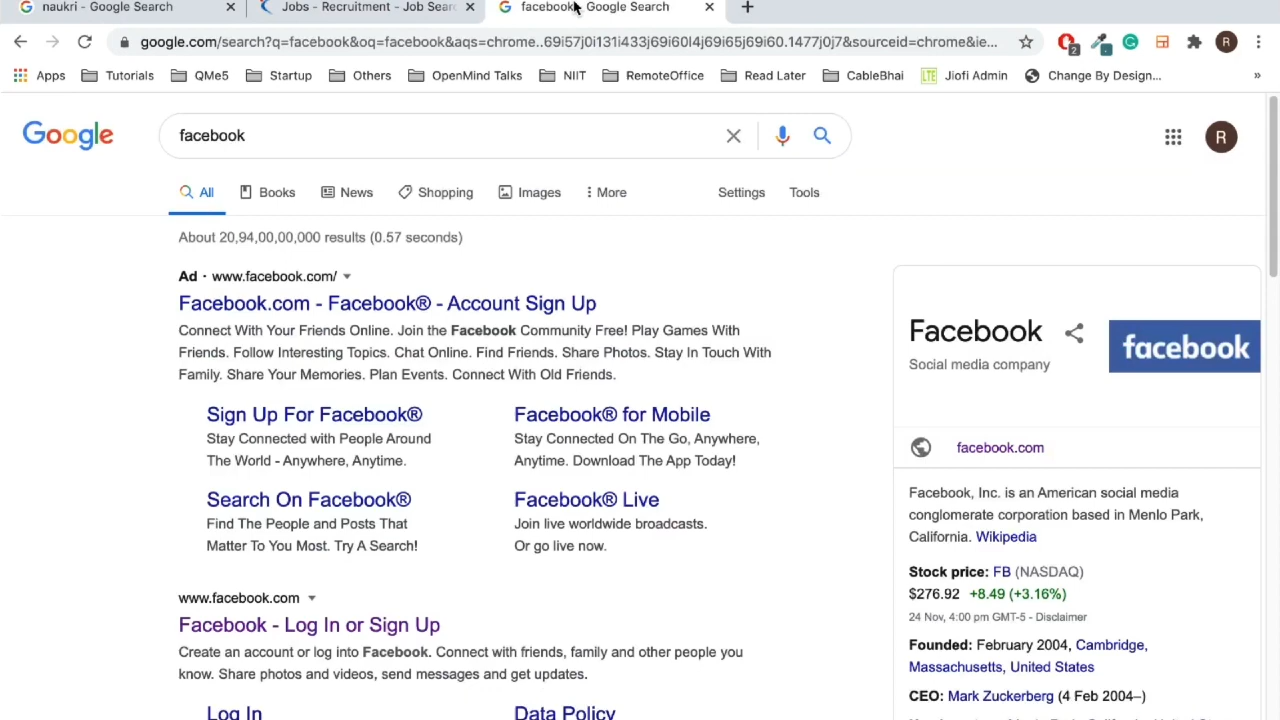 naukri - Google Search
Jobs - Recruitment - Job Sear
facebook - Google Search
google.com/search?q=facebook&oq=facebook&aqs=chrome..69i57j0i131i433j69i60l4j69i65j69i60.1477j0j7&sourceid=chrome&ie...
2
R
Apps
Tutorials
QMe5
Startup
Others
OpenMind Talks
NIIT
RemoteOffice
Read Later
CableBhai
LTE
Jiofi Admin
Change By Design...
»
Google
facebook
R
All
Books
News
Shopping
Images
More
Settings
Tools
About 20,94,00,00,000 results (0.57 seconds)
Ad · www.facebook.com/
Facebook.com - Facebook® - Account Sign Up
Connect With Your Friends Online. Join the Facebook Community Free! Play Games With
Friends. Follow Interesting Topics. Chat Online. Find Friends. Share Photos. Stay In Touch With
Family. Share Your Memories. Plan Events. Connect With Old Friends.
Sign Up For Facebook®
Stay Connected with People Around
The World - Anywhere, Anytime.
Facebook® for Mobile
Stay Connected On The Go, Anywhere,
Anytime. Download The App Today!
Search On Facebook®
Find The People and Posts That
Matter To You Most. Try A Search!
Facebook® Live
Join live worldwide broadcasts.
Or go live now.
www.facebook.com
Facebook - Log In or Sign Up
Create an account or log into Facebook. Connect with friends, family and other people you
know. Share photos and videos, send messages and get updates.
Log In
Data Policy
Facebook
Social media company
facebook
facebook.com
Facebook, Inc. is an American social media
conglomerate corporation based in Menlo Park,
California. Wikipedia
Stock price: FB (NASDAQ)
$276.92 +8.49 (+3.16%)
24 Nov, 4:00 pm GMT-5 - Disclaimer
Founded: February 2004, Cambridge,
Massachusetts, United States
CEO: Mark Zuckerberg (4 Feb 2004–)